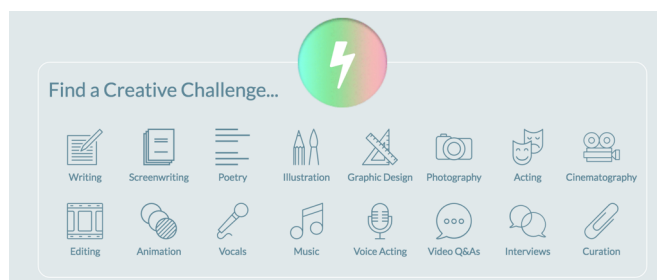 Find a Creative Challenge...
Writing Screenwriting Poetry Illustration Graphic Design Photography Acting Cinematography
Editing Animation Vocals Music Voice Acting Video Q&As Interviews Curation